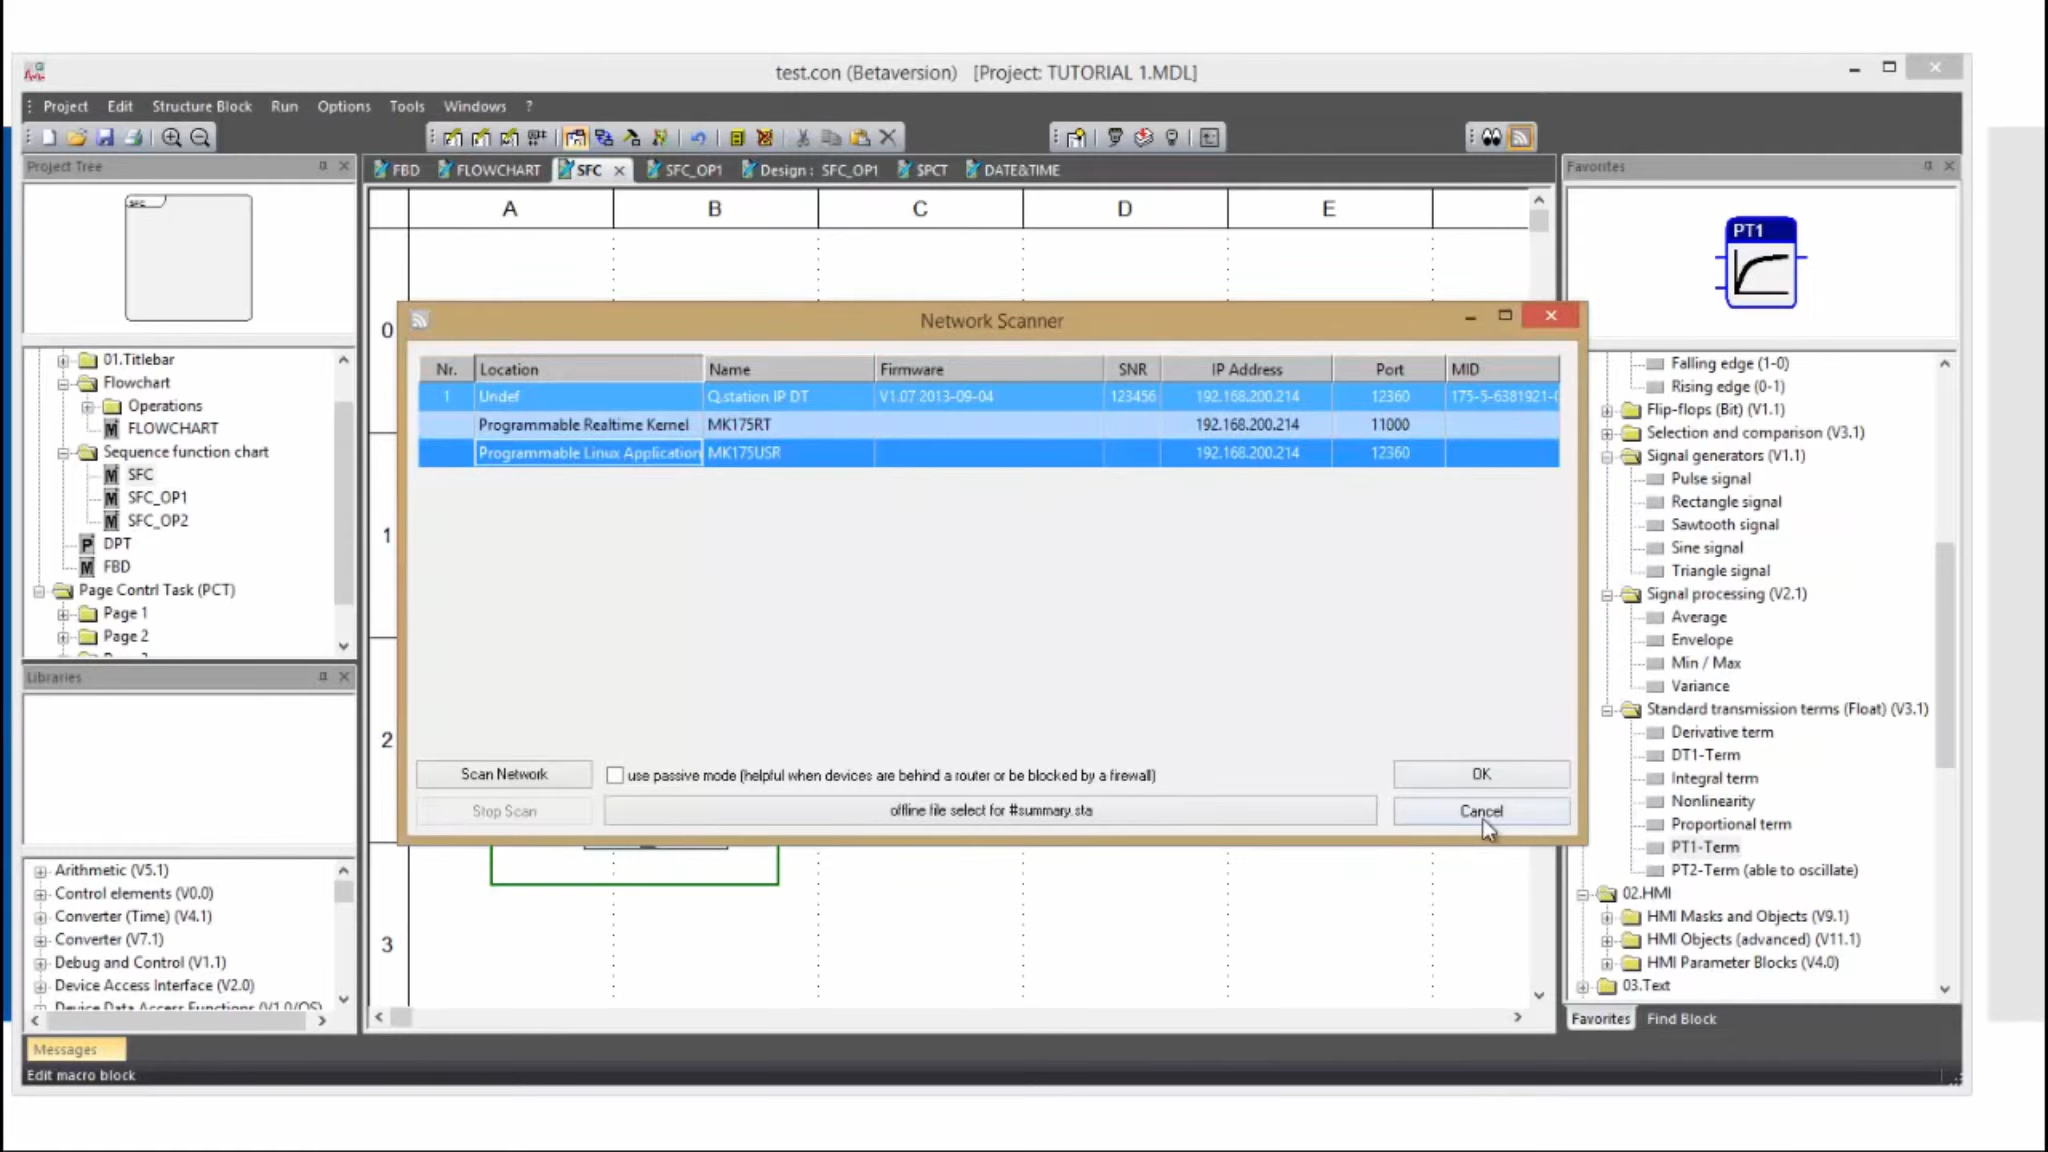 test.con (Betaversion) [Project: TUTORIAL 1.MDL]
Project Edit Structure Block Run Options Tools Windows ?
Project Tree
SFC
01.Titlebar
Flowchart
Operations
FLOWCHART
Sequence function chart
SFC
SFC_OP1
SFC_OP2
DPT
FBD
Page Contrl Task (PCT)
Page 1
Page 2
Libraries
Arithmetic (V5.1)
Control elements (V0.0)
Converter (Time) (V4.1)
Converter (V7.1)
Debug and Control (V1.1)
Device Access Interface (V2.0)
Device Data Access Functions (V1.0/OS)
FBD FLOWCHART SFC SFC_OP1 Design : SFC_OP1 $PCT DATE&TIME
A B C D E
0
1
2
3
Network Scanner
Nr. Location Name Firmware SNR IP Address Port MID
1 Undef Q.station IP DT V1.07 2013-09-04 123456 192.168.200.214 12360 175-5-6381921-
Programmable Realtime Kernel MK175RT 192.168.200.214 11000
Programmable Linux Application MK175USR 192.168.200.214 12360
Scan Network use passive mode (helpful when devices are behind a router or be blocked by a firewall) OK
Stop Scan offline file select for #summary.sta Cancel
Favorites
PT1
Falling edge (1-0)
Rising edge (0-1)
Flip-flops (Bit) (V1.1)
Selection and comparison (V3.1)
Signal generators (V1.1)
Pulse signal
Rectangle signal
Sawtooth signal
Sine signal
Triangle signal
Signal processing (V2.1)
Average
Envelope
Min / Max
Variance
Standard transmission terms (Float) (V3.1)
Derivative term
DT1-Term
Integral term
Nonlinearity
Proportional term
PT1-Term
PT2-Term (able to oscillate)
02.HMI
HMI Masks and Objects (V9.1)
HMI Objects (advanced) (V11.1)
HMI Parameter Blocks (V4.0)
03.Text
Favorites Find Block
Messages
Edit macro block